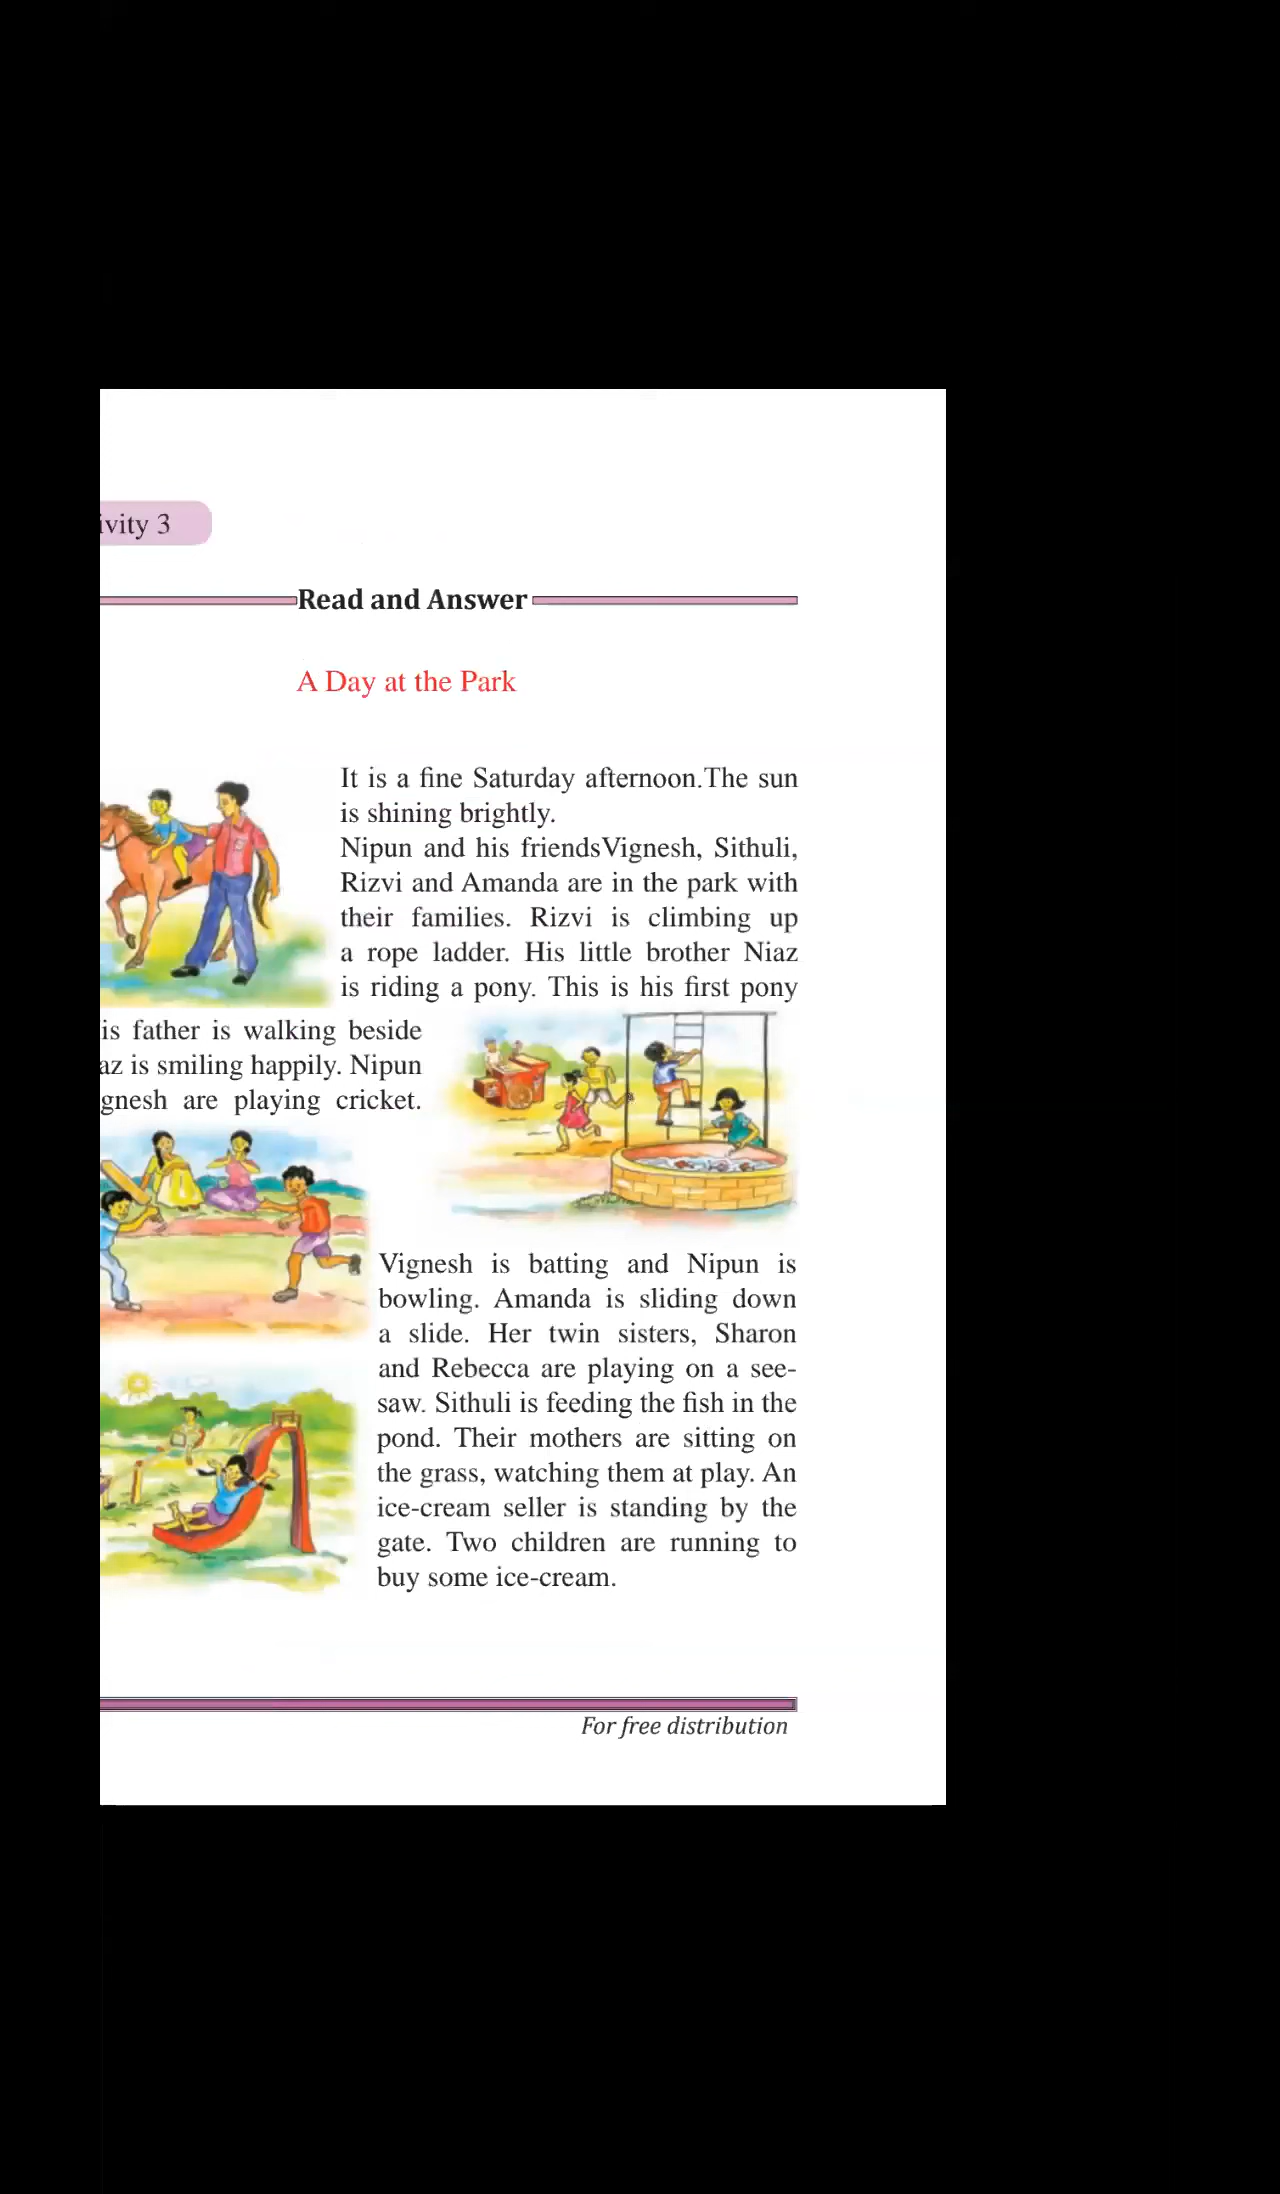 ivity 3
Read and Answer
A Day at the Park
It is a fine Saturday afternoon.The sun
is shining brightly.
Nipun and his friendsVignesh, Sithuli,
Rizvi and Amanda are in the park with
their families. Rizvi is climbing up
a rope ladder. His little brother Niaz
is riding a pony. This is his first pony
is father is walking beside
az is smiling happily. Nipun
gnesh are playing cricket.
Vignesh is batting and Nipun is
bowling. Amanda is sliding down
a slide. Her twin sisters, Sharon
and Rebecca are playing on a see-
saw. Sithuli is feeding the fish in the
pond. Their mothers are sitting on
the grass, watching them at play. An
ice-cream seller is standing by the
gate. Two children are running to
buy some ice-cream.
For free distribution